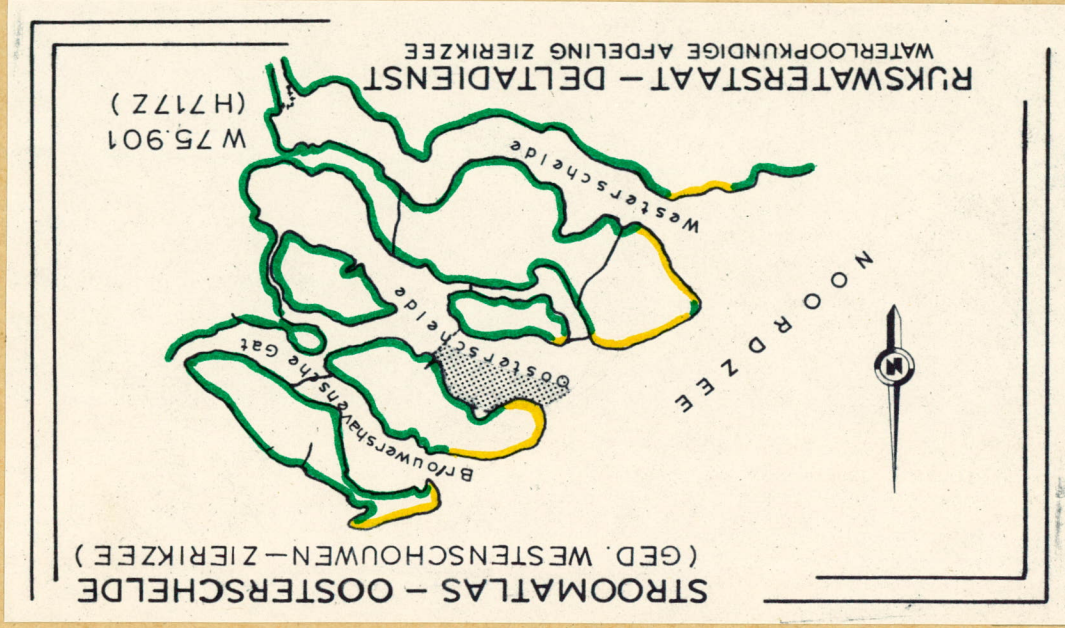 STROOMATLAS – OOSTERSCHELDE
(GED. WESTENSCHOUWEN–ZIERIKZEE)
Brouwershavensche Gat
NOORDZEE
N
Oosterschelde
Westerschelde
W 75.901
(H717Z)
RIJKSWATERSTAAT – DELTADIENST
WATERLOOPKUNDIGE AFDELING ZIERIKZEE